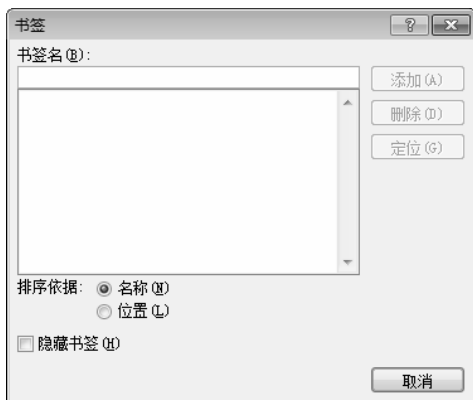 书签
书签名(B):
添加(A)
删除(D)
定位(G)
排序依据: 名称(N)
位置(L)
隐藏书签(H)
取消